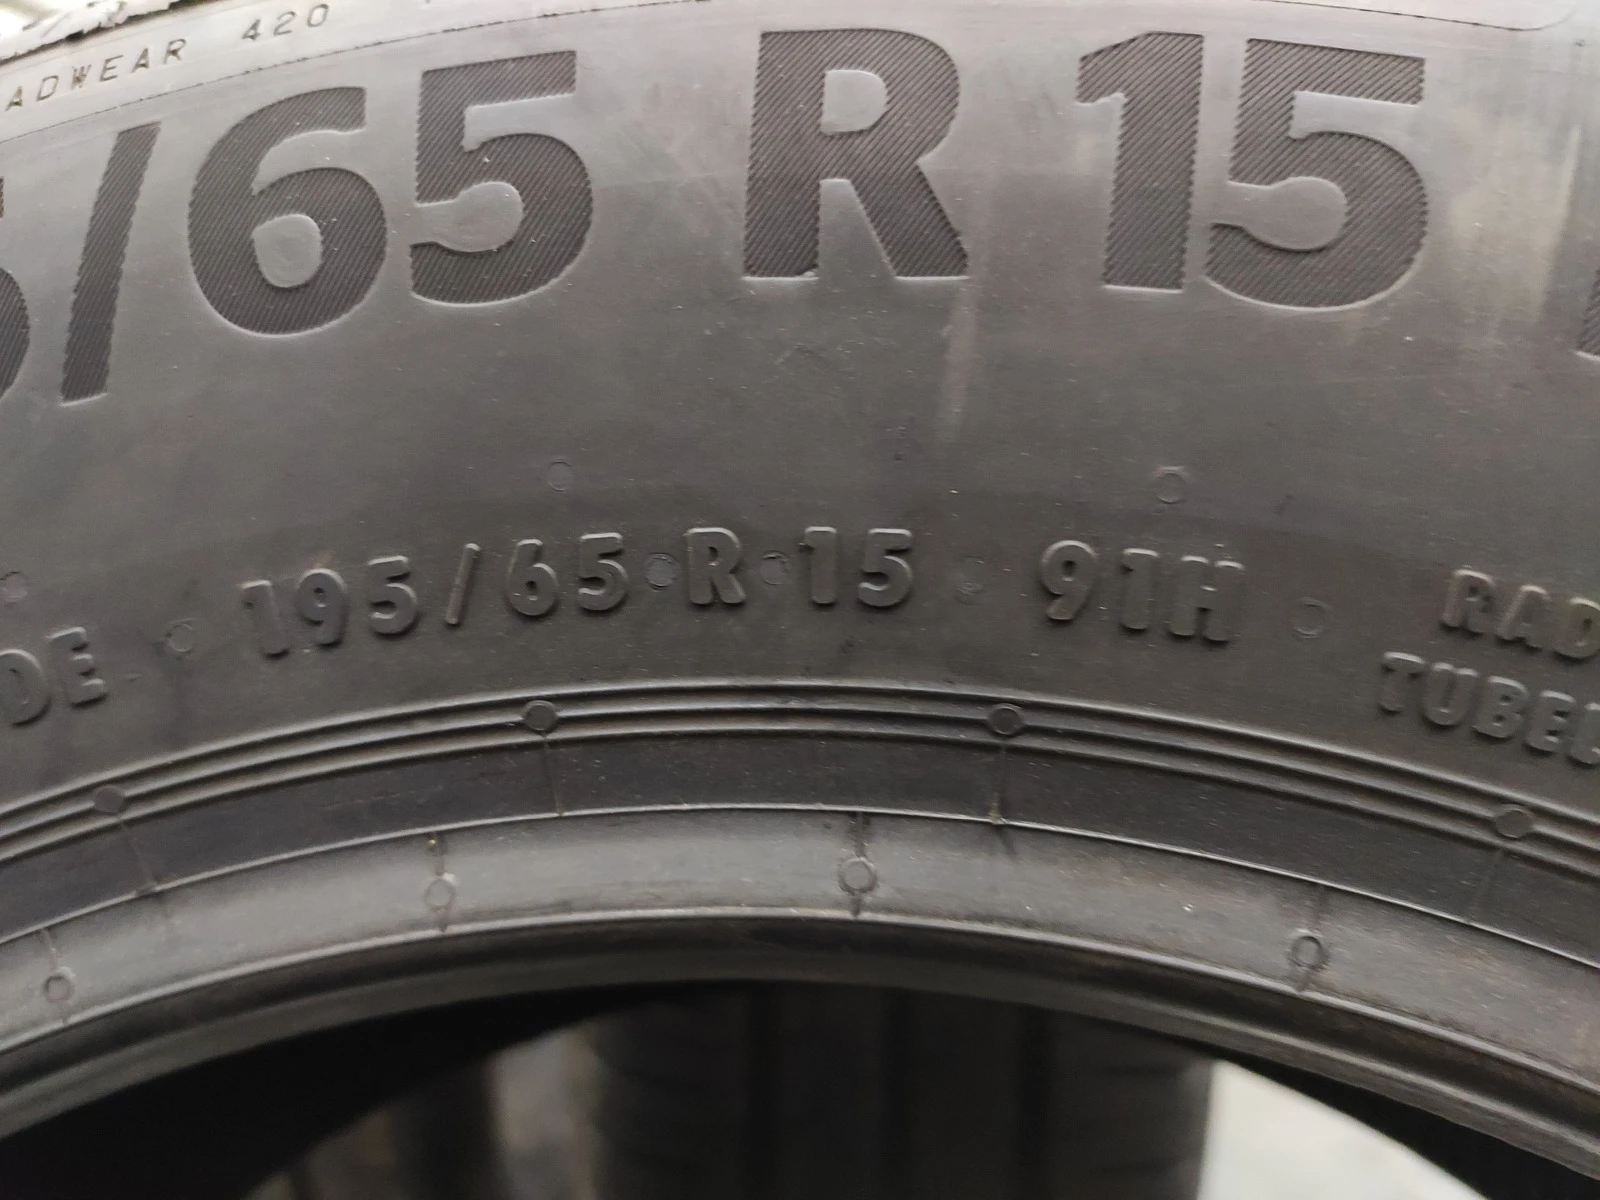 ADWEAR 420
5/65 R 15
DE 195/65 R 15 91H RAD
TUBEL